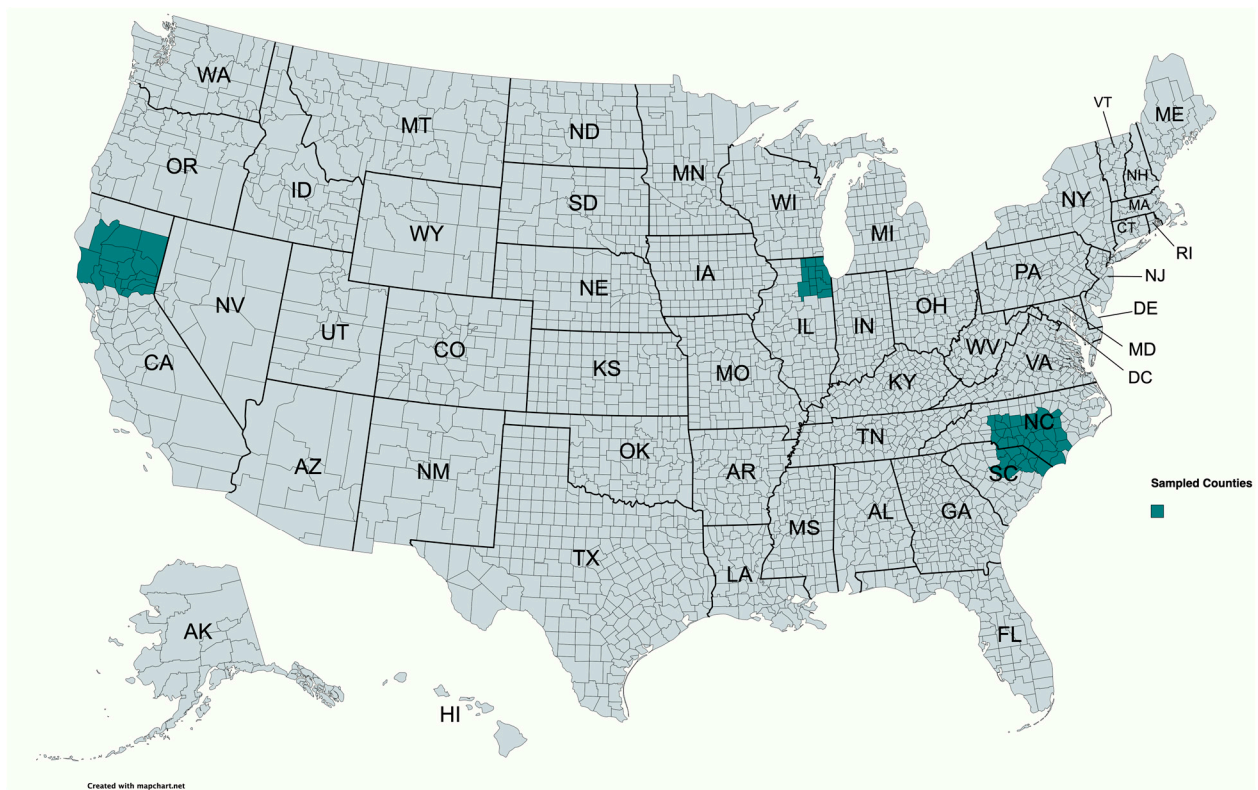 WA
MT
ND
MN
ME
VT
OR
ID
SD
WI
NH
NY
MA
WY
MI
CT
RI
IA
PA
NJ
NE
NV
OH
DE
UT
IL
IN
CO
WV
MD
CA
KS
MO
VA
DC
KY
NC
TN
OK
AZ
NM
AR
SC
Sampled Counties
MS
AL
GA
TX
LA
AK
FL
HI
Created with mapchart.net